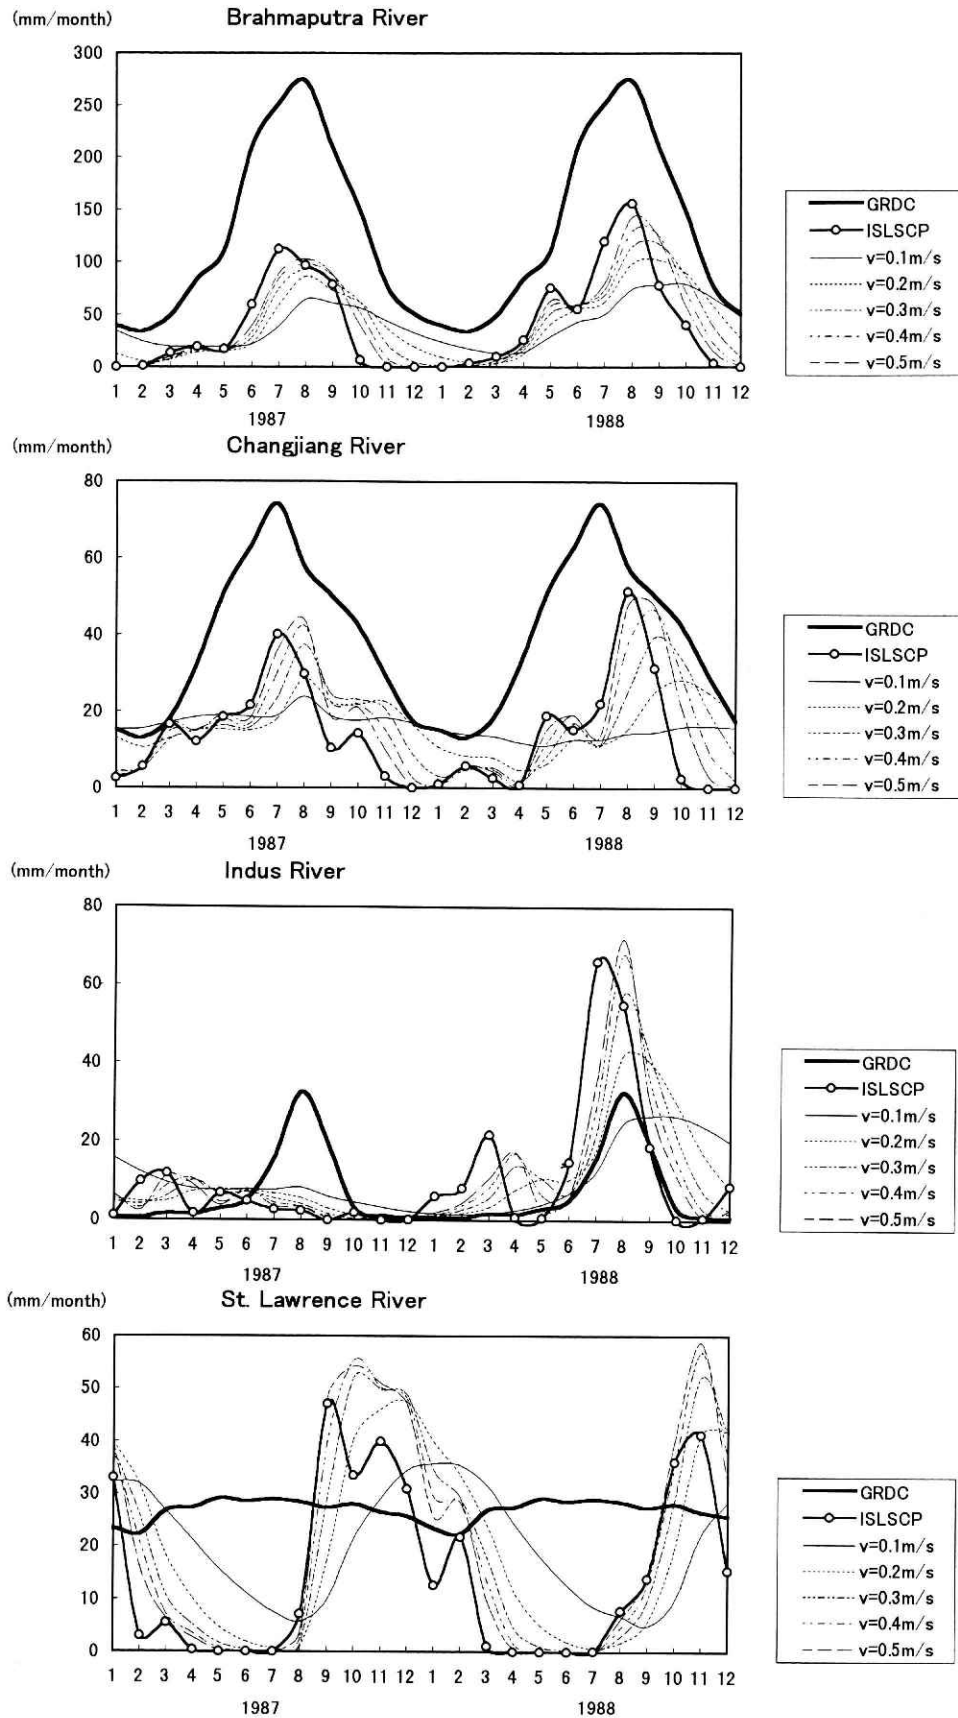 (mm/month) Brahmaputra River
300
250
200
150
100
50
0
1 2 3 4 5 6 7 8 9 10 11 12 1 2 3 4 5 6 7 8 9 10 11 12
1987 1988
GRDC
ISLSCP
v=0.1m/s
v=0.2m/s
v=0.3m/s
v=0.4m/s
v=0.5m/s
(mm/month) Changjiang River
80
60
40
20
0
1 2 3 4 5 6 7 8 9 10 11 12 1 2 3 4 5 6 7 8 9 10 11 12
1987 1988
GRDC
ISLSCP
v=0.1m/s
v=0.2m/s
v=0.3m/s
v=0.4m/s
v=0.5m/s
(mm/month) Indus River
80
60
40
20
0
1 2 3 4 5 6 7 8 9 10 11 12 1 2 3 4 5 6 7 8 9 10 11 12
1987 1988
GRDC
ISLSCP
v=0.1m/s
v=0.2m/s
v=0.3m/s
v=0.4m/s
v=0.5m/s
(mm/month) St. Lawrence River
60
50
40
30
20
10
0
1 2 3 4 5 6 7 8 9 10 11 12 1 2 3 4 5 6 7 8 9 10 11 12
1987 1988
GRDC
ISLSCP
v=0.1m/s
v=0.2m/s
v=0.3m/s
v=0.4m/s
v=0.5m/s